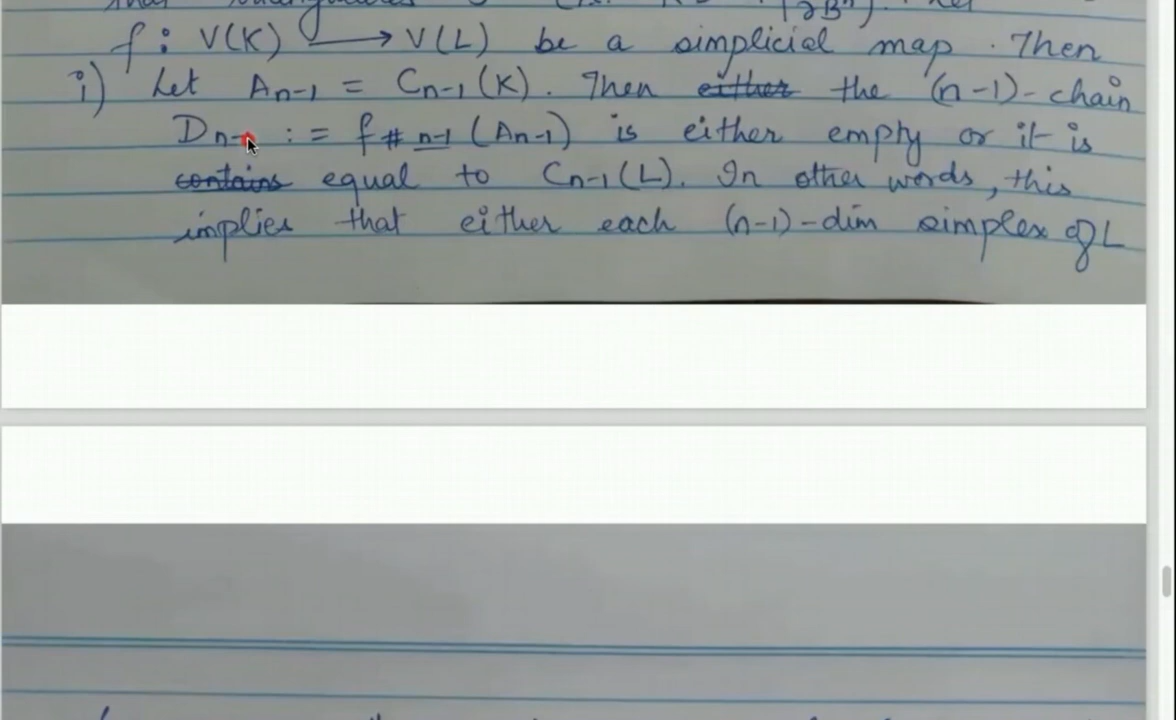 f : V(K) ⟶ V(L) be a simplicial map. Then
i) Let Aₙ₋₁ = Cₙ₋₁(K). Then ~~either~~ the (n-1)-chain
Dₙ₋ := f# ₙ₋₁ (Aₙ₋₁) is either empty or it is
~~contains~~ equal to Cₙ₋₁(L). In other words, this
implies that either each (n-1)-dim simplex of L